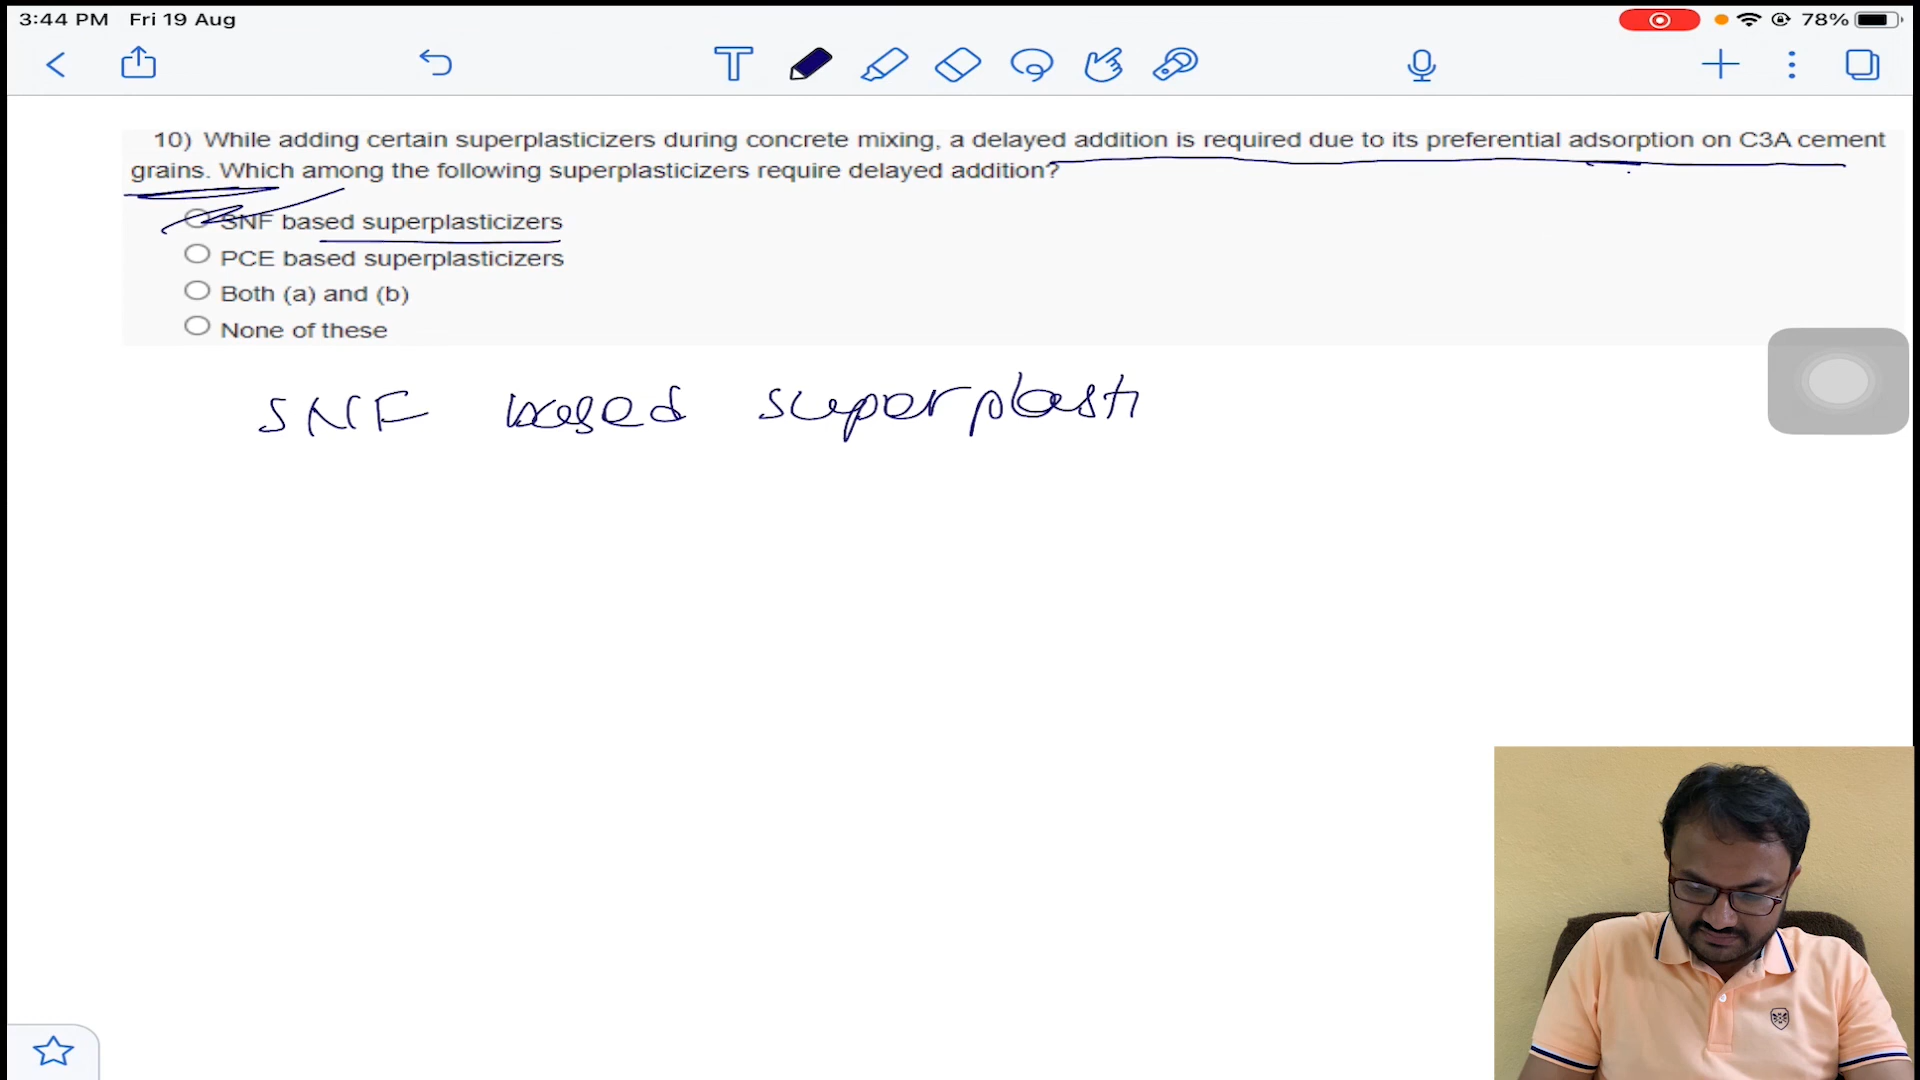 3:44 PM Fri 19 Aug 78%
10) While adding certain superplasticizers during concrete mixing, a delayed addition is required due to its preferential adsorption on C3A cement
grains. Which among the following superplasticizers require delayed addition?
SNF based superplasticizers
PCE based superplasticizers
Both (a) and (b)
None of these
SNF based superplasti